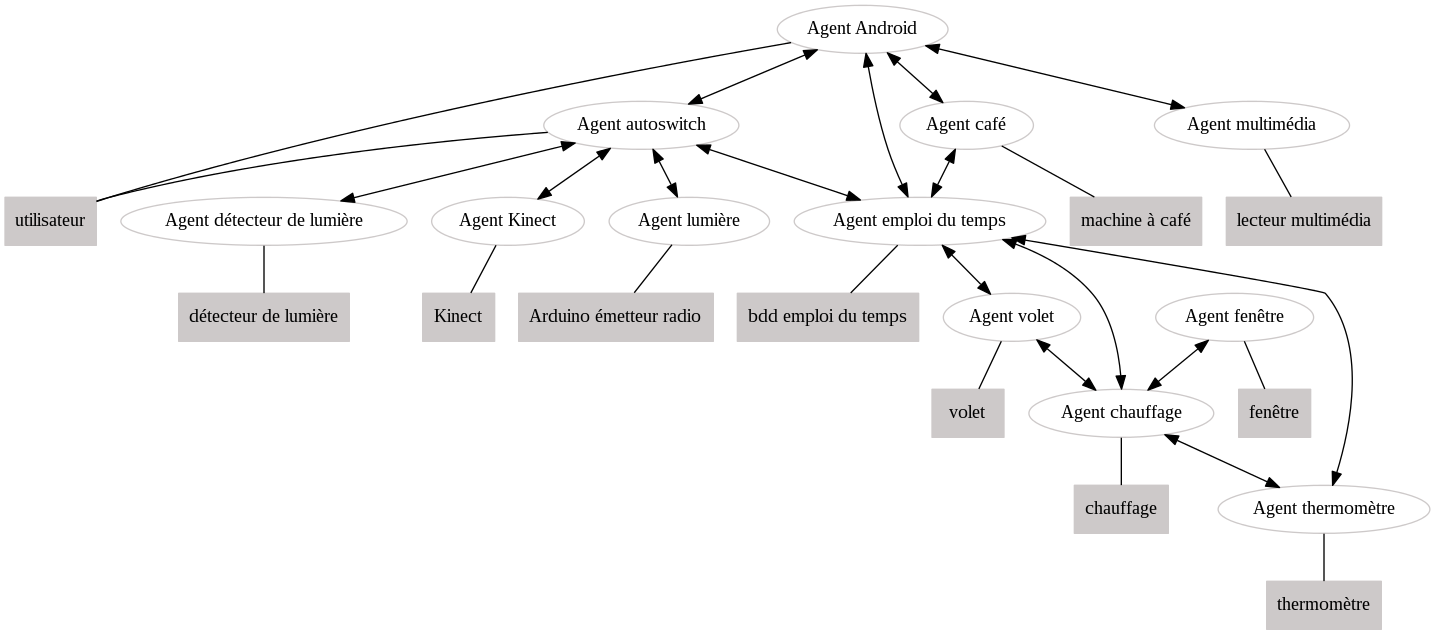 Agent Android
Agent autoswitch
Agent café
Agent multimédia
utilisateur
Agent détecteur de lumière
Agent Kinect
Agent lumière
Agent emploi du temps
machine à café
lecteur multimédia
détecteur de lumière
Kinect
Arduino émetteur radio
bdd emploi du temps
Agent volet
Agent fenêtre
volet
Agent chauffage
fenêtre
chauffage
Agent thermomètre
thermomètre